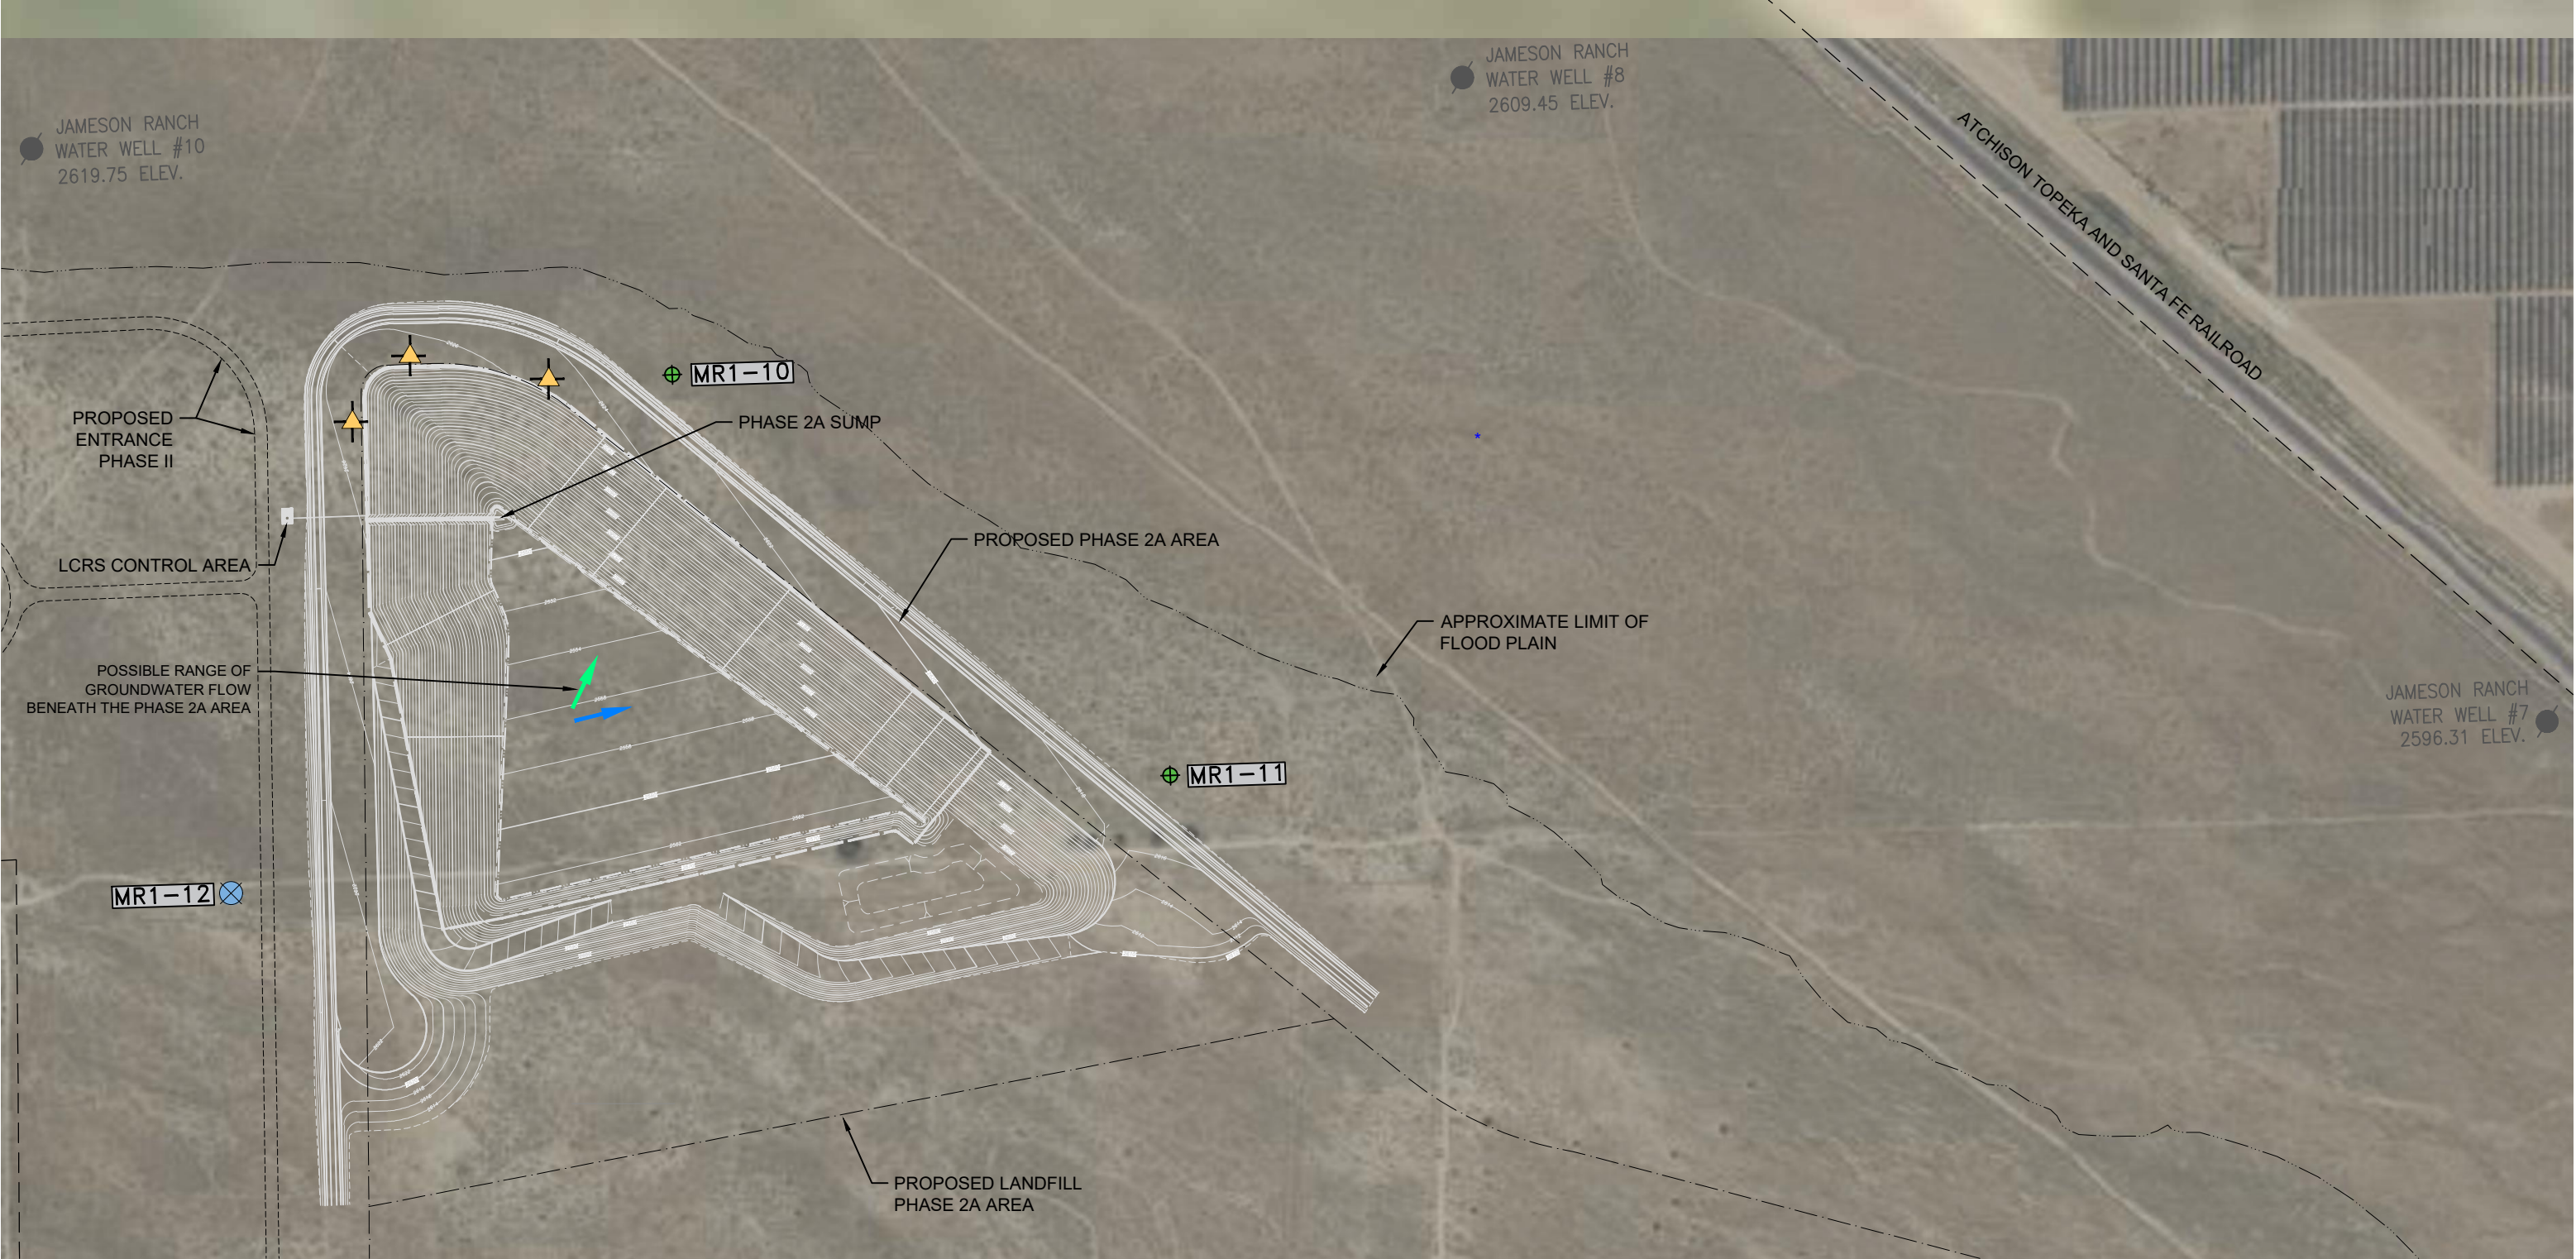 JAMESON RANCH
WATER WELL #8
2609.45 ELEV.
JAMESON RANCH
WATER WELL #10
2619.75 ELEV.
ATCHISON TOPEKA AND SANTA FE RAILROAD
MR1-10
PROPOSED
ENTRANCE
PHASE II
PHASE 2A SUMP
*
LCRS CONTROL AREA
PROPOSED PHASE 2A AREA
APPROXIMATE LIMIT OF
FLOOD PLAIN
POSSIBLE RANGE OF
GROUNDWATER FLOW
BENEATH THE PHASE 2A AREA
JAMESON RANCH
WATER WELL #7
2596.31 ELEV.
MR1-11
MR1-12
PROPOSED LANDFILL
PHASE 2A AREA